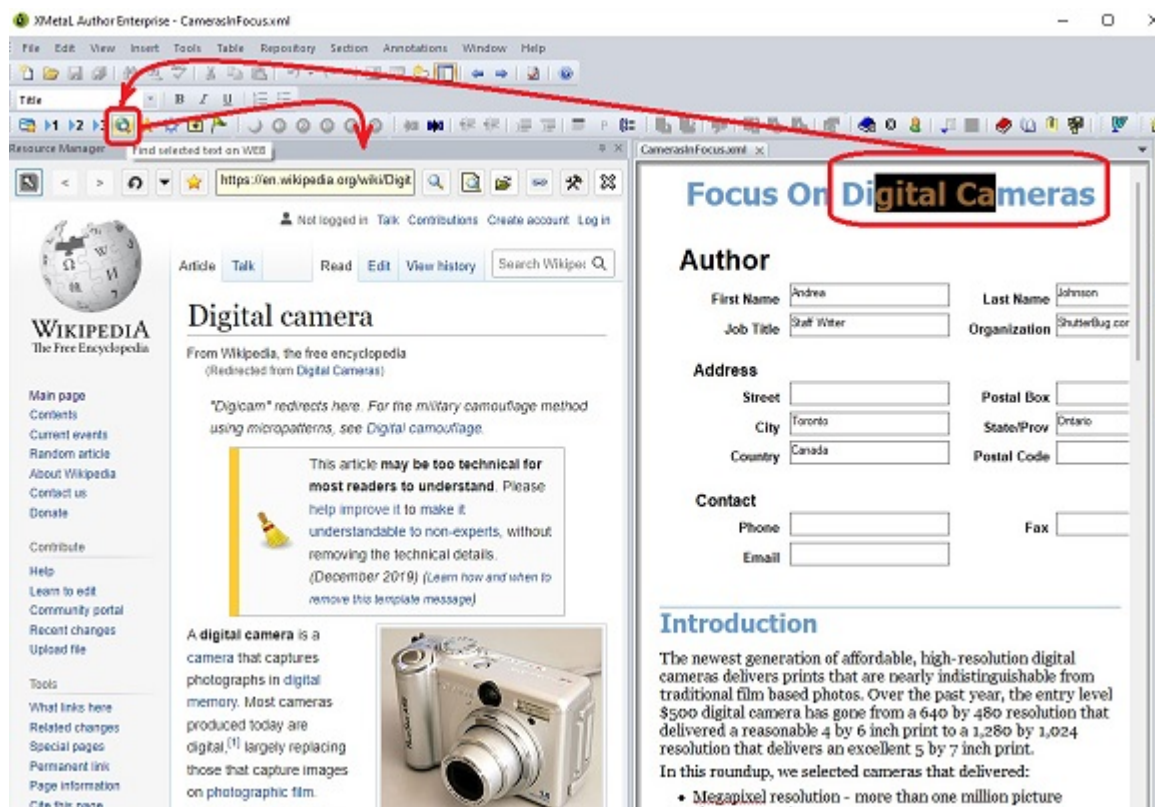 XMetaL Author Enterprise - CamerasInFocus.xml
File Edit View Insert Tools Table Repository Section Annotations Window Help
Title B I U
1 2 3
Resource Manager
Find selected text on WEB
https://en.wikipedia.org/wiki/Digit
Not logged in Talk Contributions Create account Log in
Article Talk Read Edit View history Search Wikipe
WIKIPEDIA
The Free Encyclopedia
Main page
Contents
Current events
Random article
About Wikipedia
Contact us
Donate
Contribute
Help
Learn to edit
Community portal
Recent changes
Upload file
Tools
What links here
Related changes
Special pages
Permanent link
Page information
Cite this page
Digital camera
From Wikipedia, the free encyclopedia
(Redirected from Digital Cameras)
"Digicam" redirects here. For the military camouflage method
using micropatterns, see Digital camouflage.
This article may be too technical for
most readers to understand. Please
help improve it to make it
understandable to non-experts, without
removing the technical details.
(December 2019) (Learn how and when to
remove this template message)
A digital camera is a
camera that captures
photographs in digital
memory. Most cameras
produced today are
digital,[1] largely replacing
those that capture images
on photographic film.
CamerasInFocus.xml
Focus On Digital Cameras
Author
First Name Andrea Last Name Johnson
Job Title Staff Writer Organization ShutterBug.com
Address
Street Postal Box
City Toronto State/Prov Ontario
Country Canada Postal Code
Contact
Phone Fax
Email
Introduction
The newest generation of affordable, high-resolution digital
cameras delivers prints that are nearly indistinguishable from
traditional film based photos. Over the past year, the entry level
$500 digital camera has gone from a 640 by 480 resolution that
delivered a reasonable 4 by 6 inch print to a 1,280 by 1,024
resolution that delivers an excellent 5 by 7 inch print.
In this roundup, we selected cameras that delivered:
• Megapixel resolution - more than one million picture